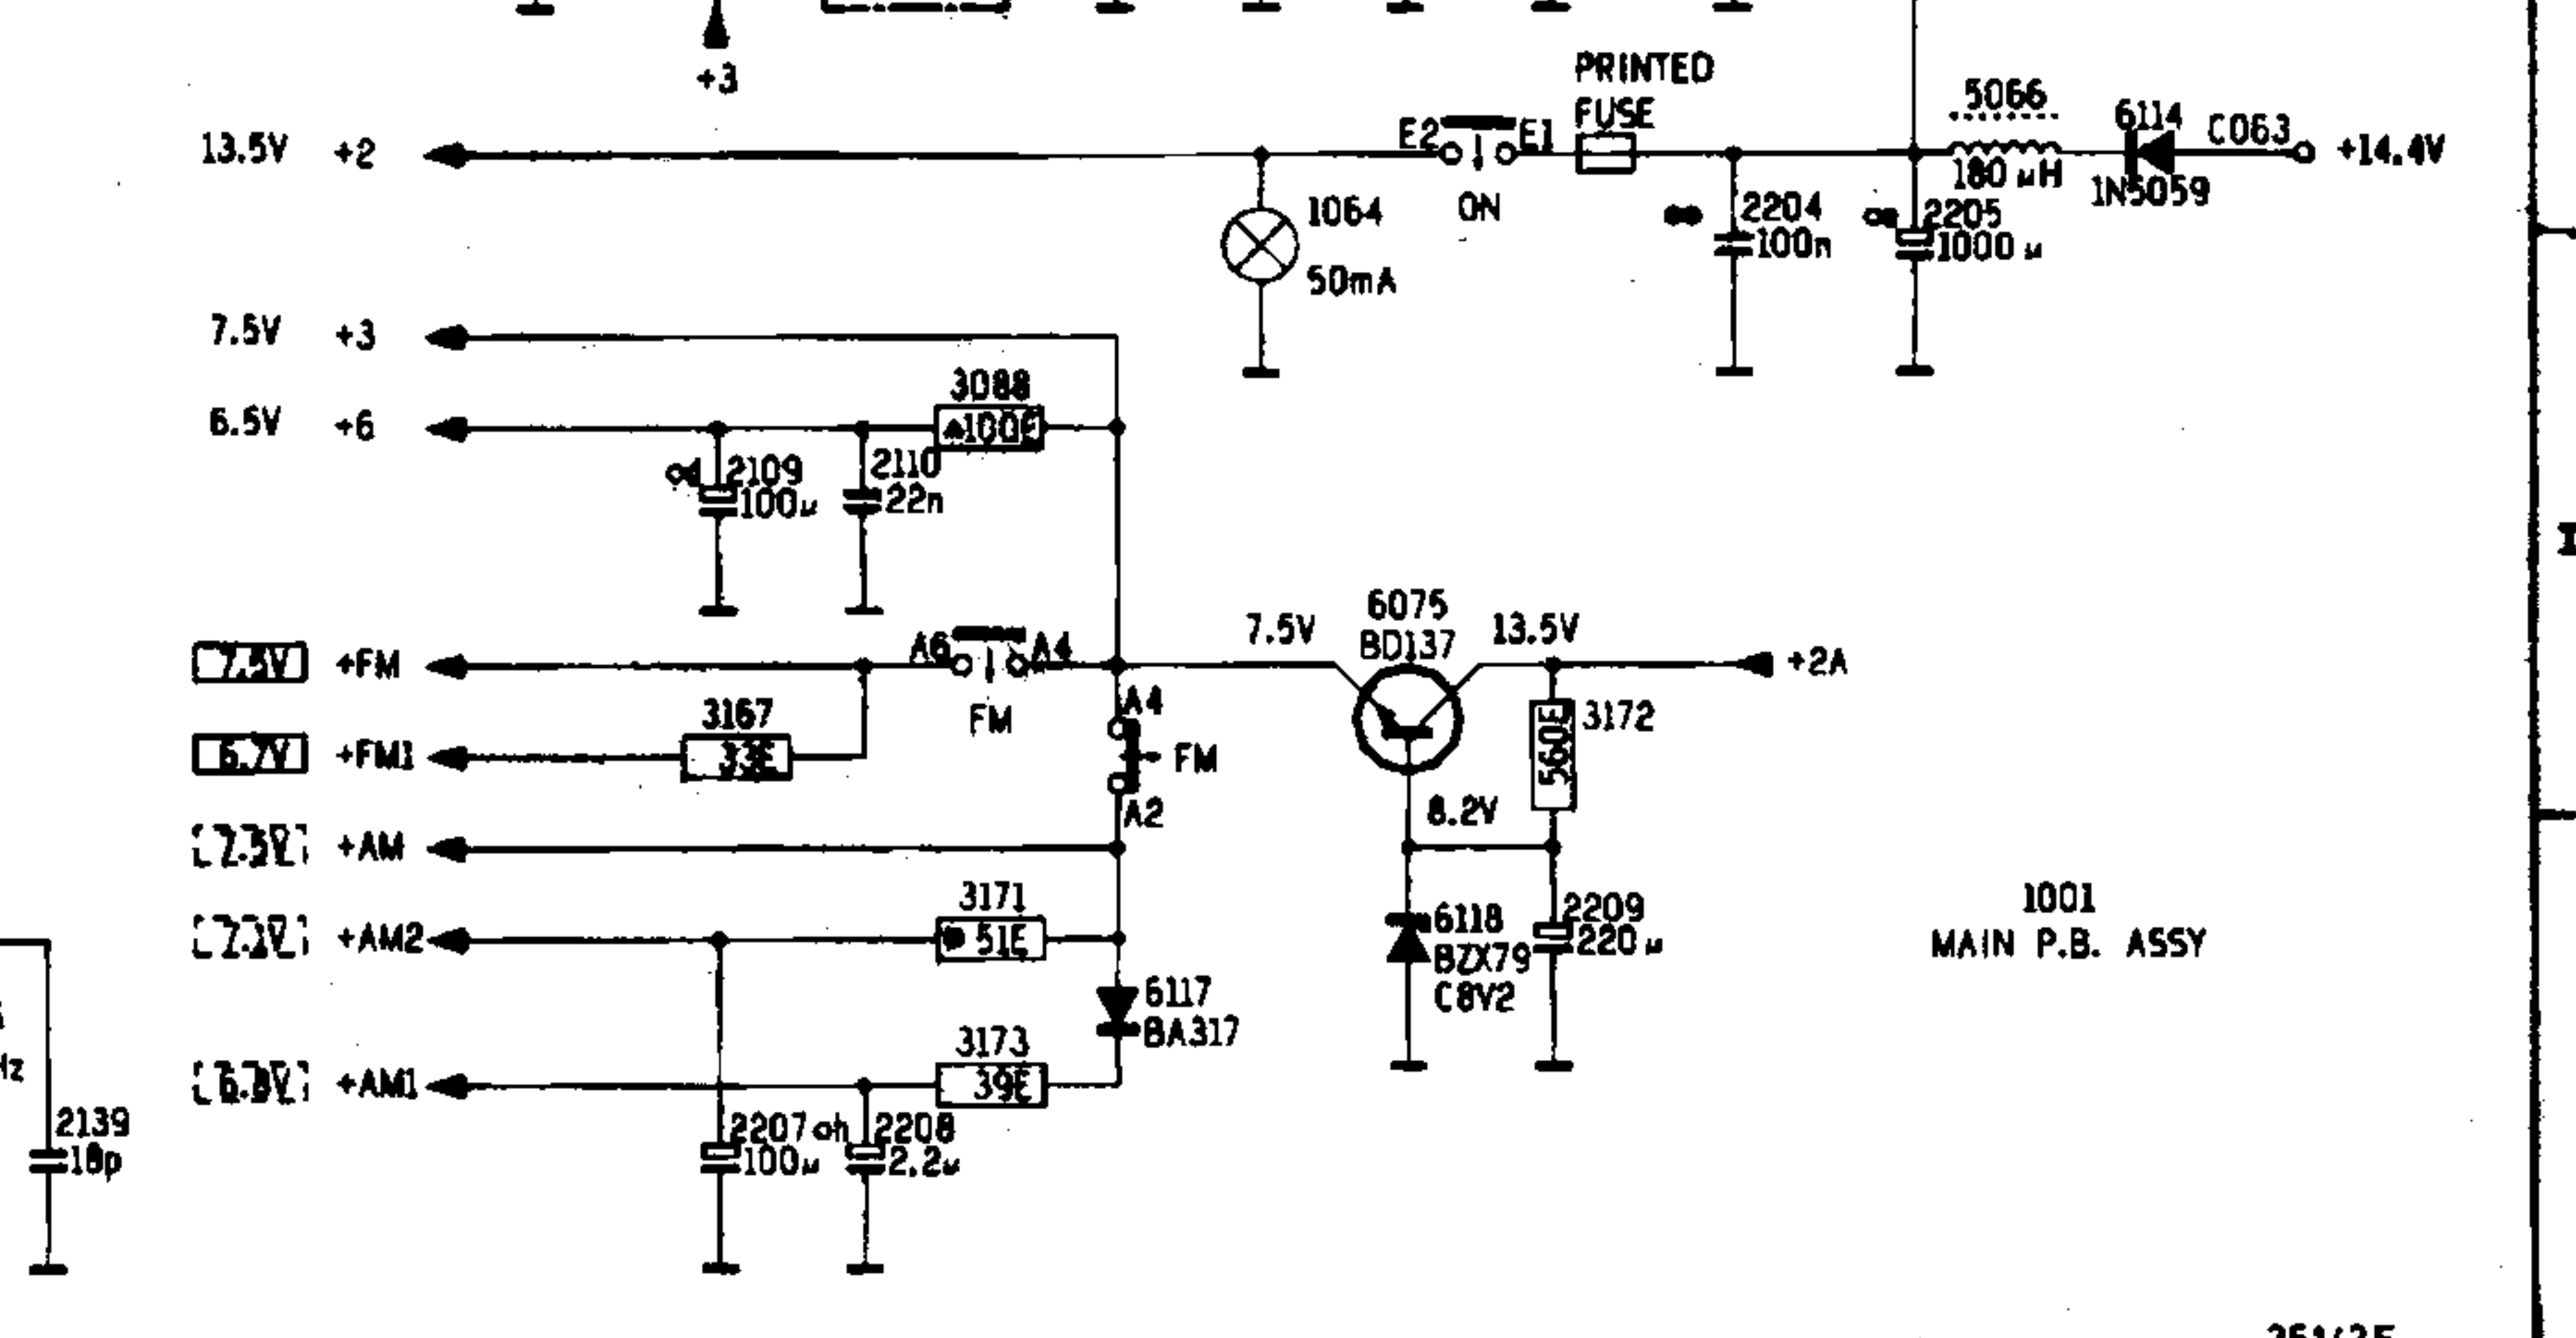 +3
PRINTED
FUSE
5066
6114
C063
+14.4V
13.5V +2
E2 E1
180 µH
1N5059
ON
1064
50mA
2204
100n
2205
1000 µ
7.5V +3
3088
6.5V +6
100E
2109
100µ
2110
22n
6075
BD137
7.5V
13.5V
7.5V +FM
A6 A4
+2A
FM
A4
3167
3172
560E
6.7V +FM1
33E
FM
A2
8.2V
7.5V +AM
3171
51E
+AM2
6118
BZX79
C8V2
2209
220 µ
1001
MAIN P.B. ASSY
6117
BA317
3173
39E
+AM1
2207
100µ
2208
2.2µ
2139
18p
Hz